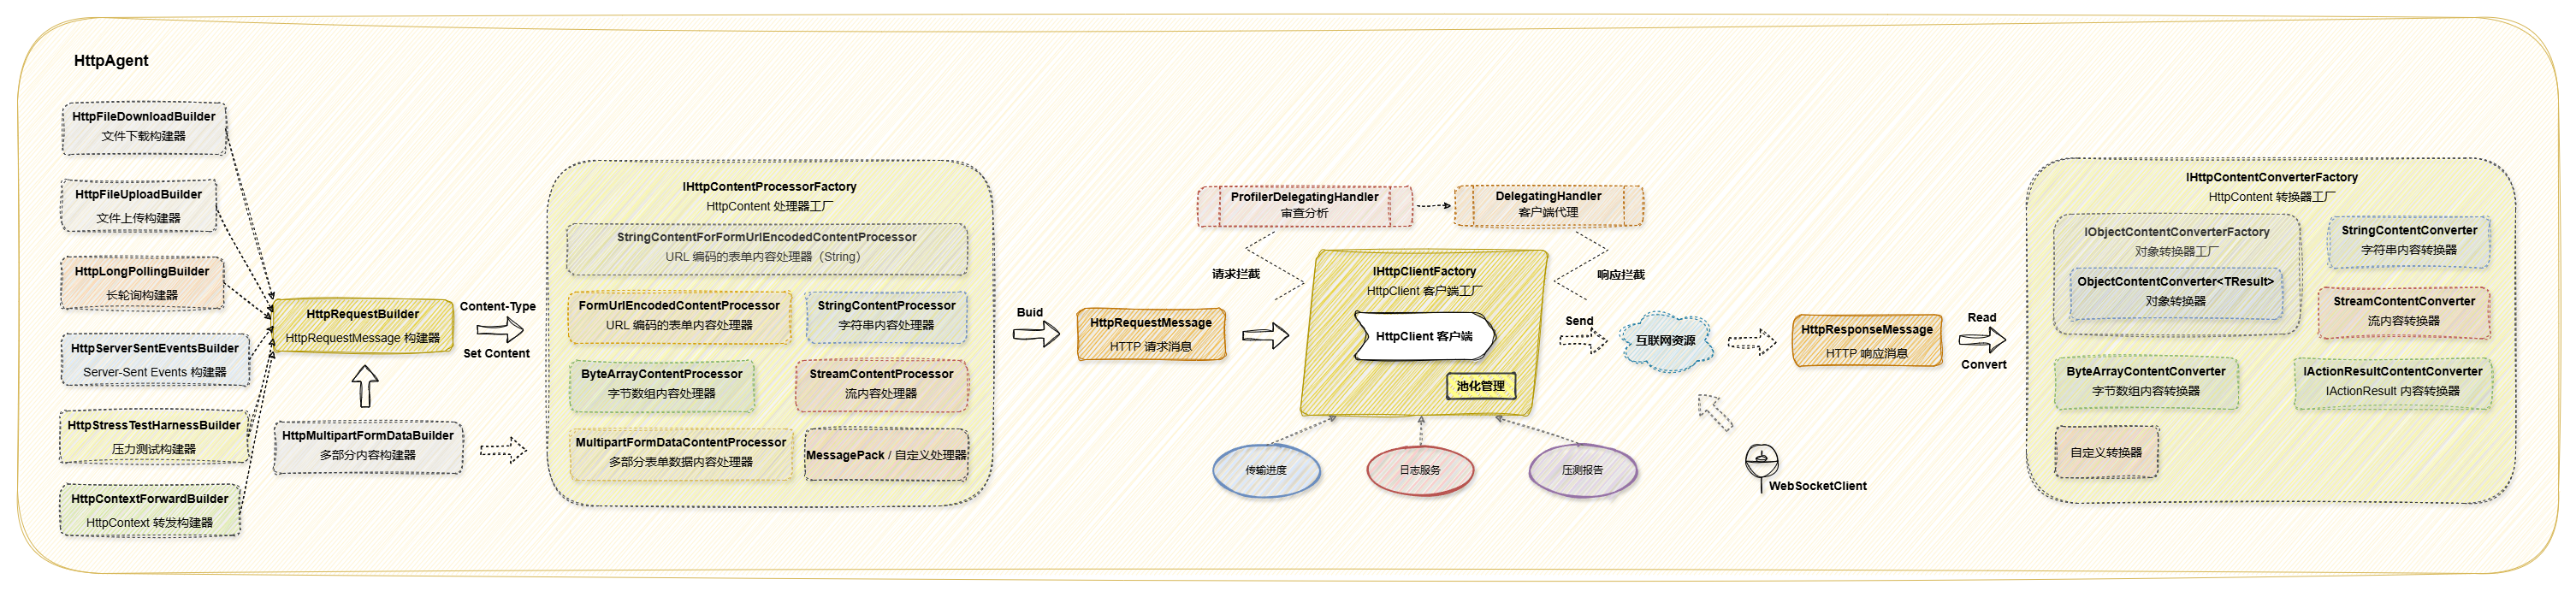 HttpAgent
HttpFileDownloadBuilder
文件下载构建器
HttpFileUploadBuilder
文件上传构建器
HttpLongPollingBuilder
长轮询构建器
HttpServerSentEventsBuilder
Server-Sent Events 构建器
HttpStressTestHarnessBuilder
压力测试构建器
HttpContextForwardBuilder
HttpContext 转发构建器
HttpRequestBuilder
HttpRequestMessage 构建器
HttpMultipartFormDataBuilder
多部分内容构建器
Content-Type
Set Content
IHttpContentProcessorFactory
HttpContent 处理器工厂
StringContentForFormUrlEncodedContentProcessor
URL 编码的表单内容处理器（String）
FormUrlEncodedContentProcessor
URL 编码的表单内容处理器
StringContentProcessor
字符串内容处理器
ByteArrayContentProcessor
字节数组内容处理器
StreamContentProcessor
流内容处理器
MultipartFormDataContentProcessor
多部分表单数据内容处理器
MessagePack / 自定义处理器
Buid
HttpRequestMessage
HTTP 请求消息
ProfilerDelegatingHandler
审查分析
DelegatingHandler
客户端代理
请求拦截
响应拦截
IHttpClientFactory
HttpClient 客户端工厂
HttpClient 客户端
池化管理
传输进度
日志服务
压测报告
Send
互联网资源
WebSocketClient
HttpResponseMessage
HTTP 响应消息
Read
Convert
IHttpContentConverterFactory
HttpContent 转换器工厂
IObjectContentConverterFactory
对象转换器工厂
ObjectContentConverter<TResult>
对象转换器
StringContentConverter
字符串内容转换器
StreamContentConverter
流内容转换器
ByteArrayContentConverter
字节数组内容转换器
IActionResultContentConverter
IActionResult 内容转换器
自定义转换器